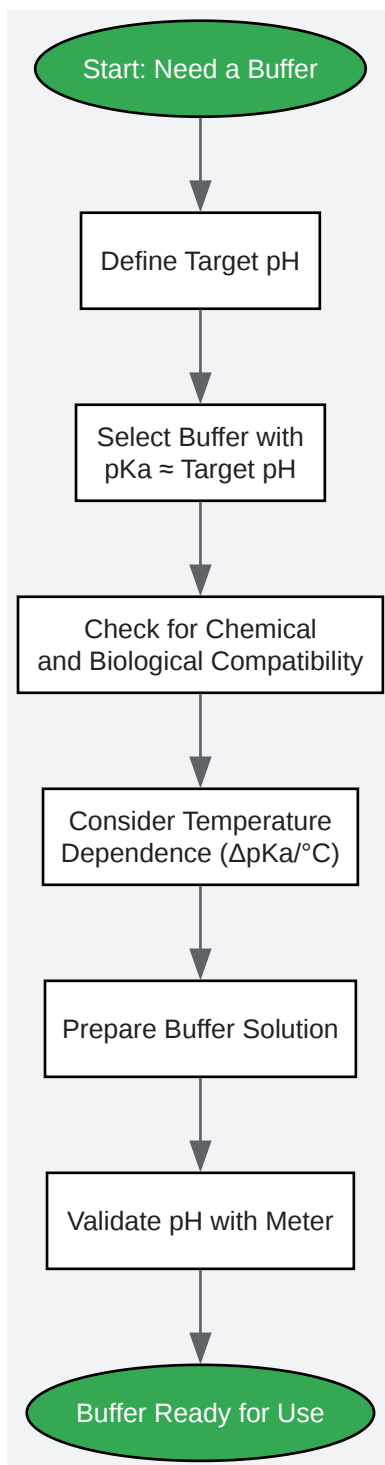 Start: Need a Buffer
Define Target pH
Select Buffer with
pKa ≈ Target pH
Check for Chemical
and Biological Compatibility
Consider Temperature
Dependence (ΔpKa/°C)
Prepare Buffer Solution
Validate pH with Meter
Buffer Ready for Use